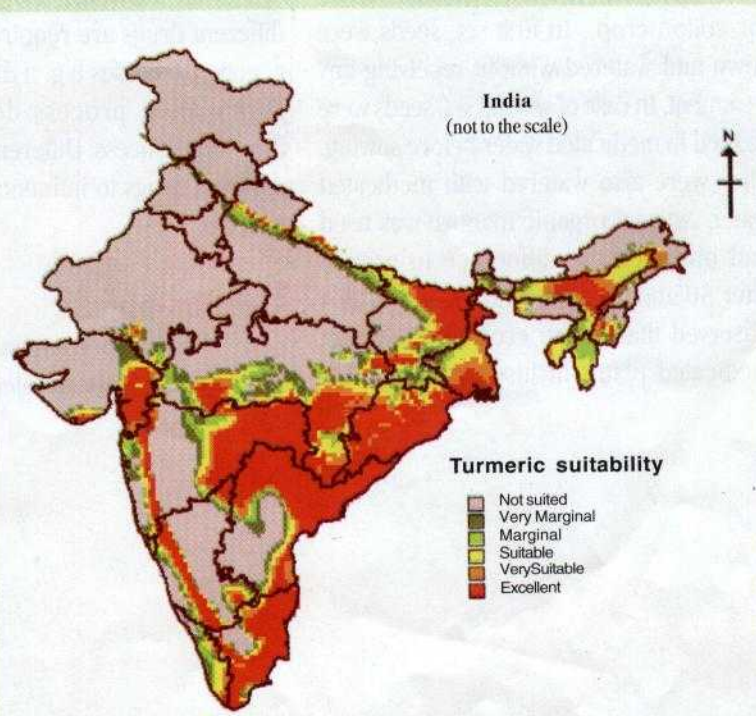 India
(not to the scale)
N
Turmeric suitability
Not suited
Very Marginal
Marginal
Suitable
VerySuitable
Excellent